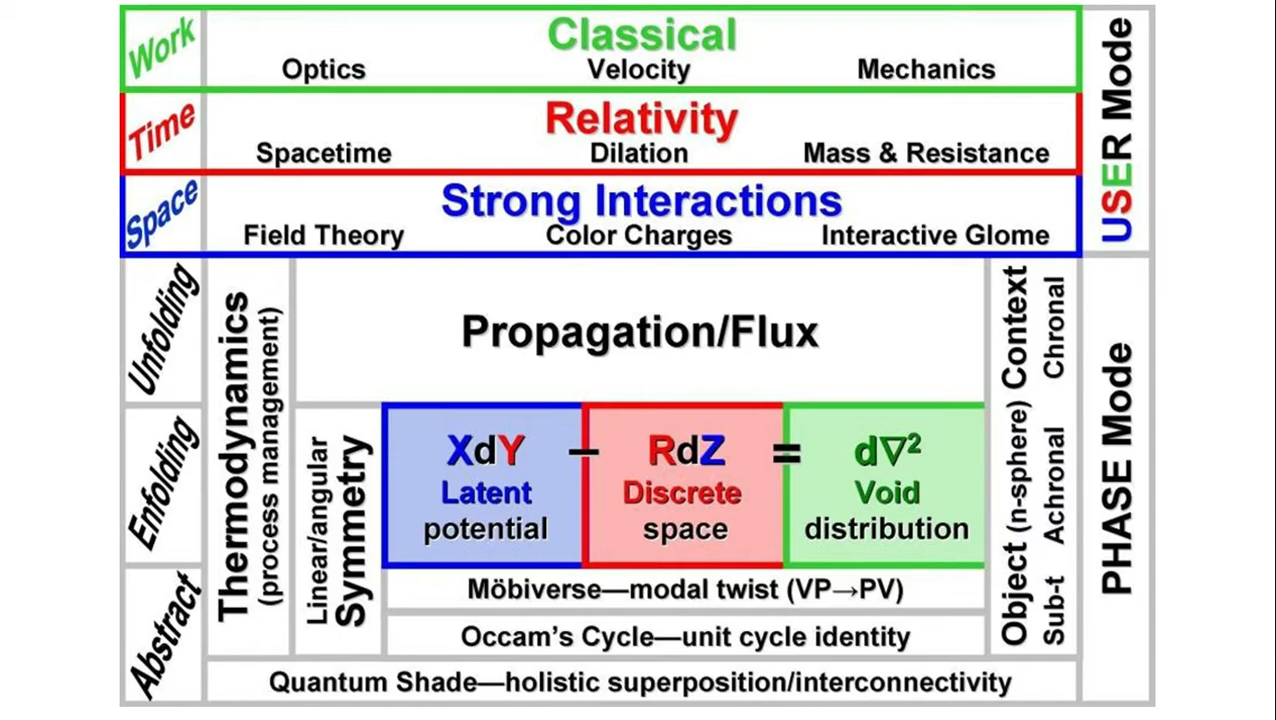 Work
Classical
Optics Velocity Mechanics
Time
Relativity
Spacetime Dilation Mass & Resistance
Space
Strong Interactions
Field Theory Color Charges Interactive Glome
USER Mode
Unfolding
Enfolding
Abstract
Thermodynamics
(process management)
Propagation/Flux
Linear/angular
Symmetry
XdY − RdZ = d∇²
Latent Discrete Void
potential space distribution
Möbiverse—modal twist (VP→PV)
Occam's Cycle—unit cycle identity
Quantum Shade—holistic superposition/interconnectivity
Object (n-sphere) Context
Sub-t Achronal Chronal
PHASE Mode